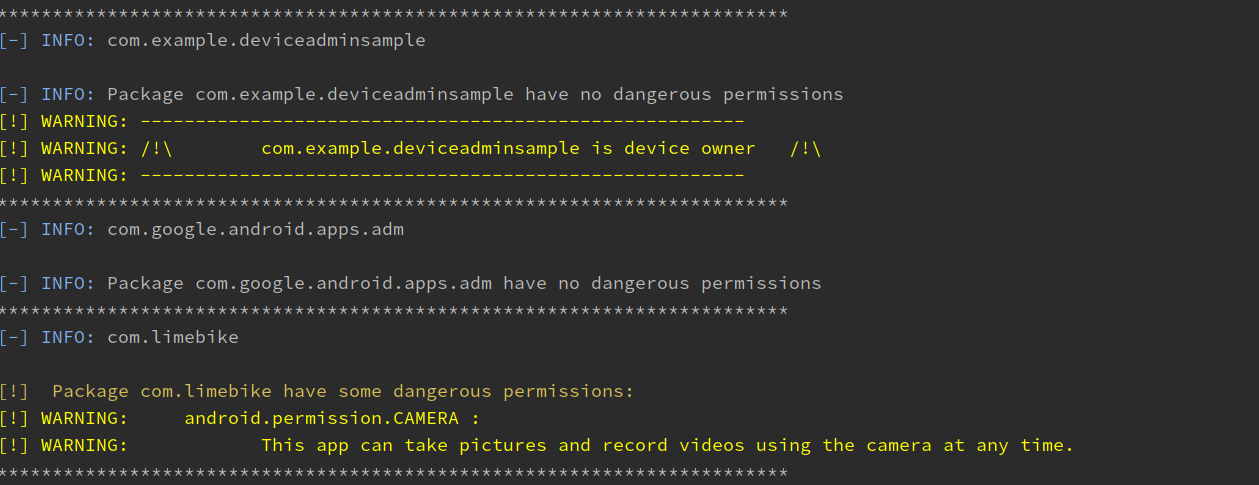 ************************************************************************
[-] INFO: com.example.deviceadminsample
[-] INFO: Package com.example.deviceadminsample have no dangerous permissions
[!] WARNING: -------------------------------------------------------
[!] WARNING: /!\        com.example.deviceadminsample is device owner   /!\
[!] WARNING: -------------------------------------------------------
************************************************************************
[-] INFO: com.google.android.apps.adm
[-] INFO: Package com.google.android.apps.adm have no dangerous permissions
************************************************************************
[-] INFO: com.limebike
[!]  Package com.limebike have some dangerous permissions:
[!] WARNING:     android.permission.CAMERA :
[!] WARNING:            This app can take pictures and record videos using the camera at any time.
************************************************************************